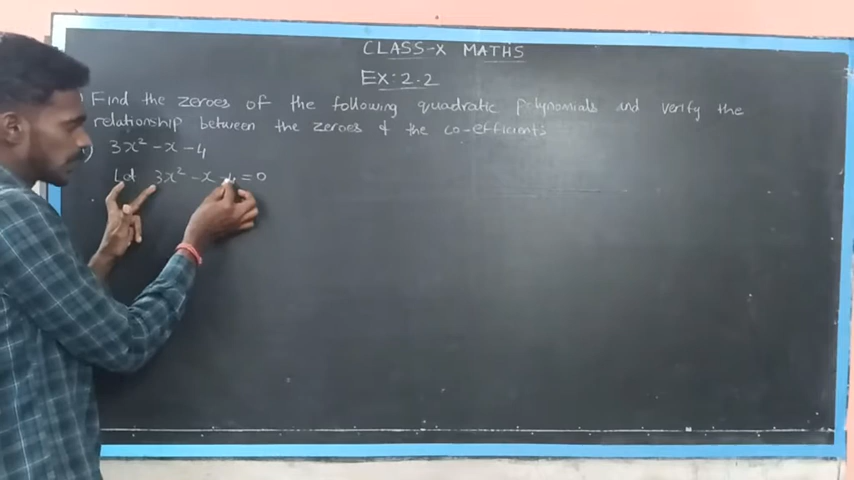 CLASS-X MATHS
Ex: 2.2
) Find the zeroes of the following quadratic polynomials and verify the
relationship between the zeroes & the co-efficients
) 3x² - x - 4
Let 3x² - x - 4 = 0